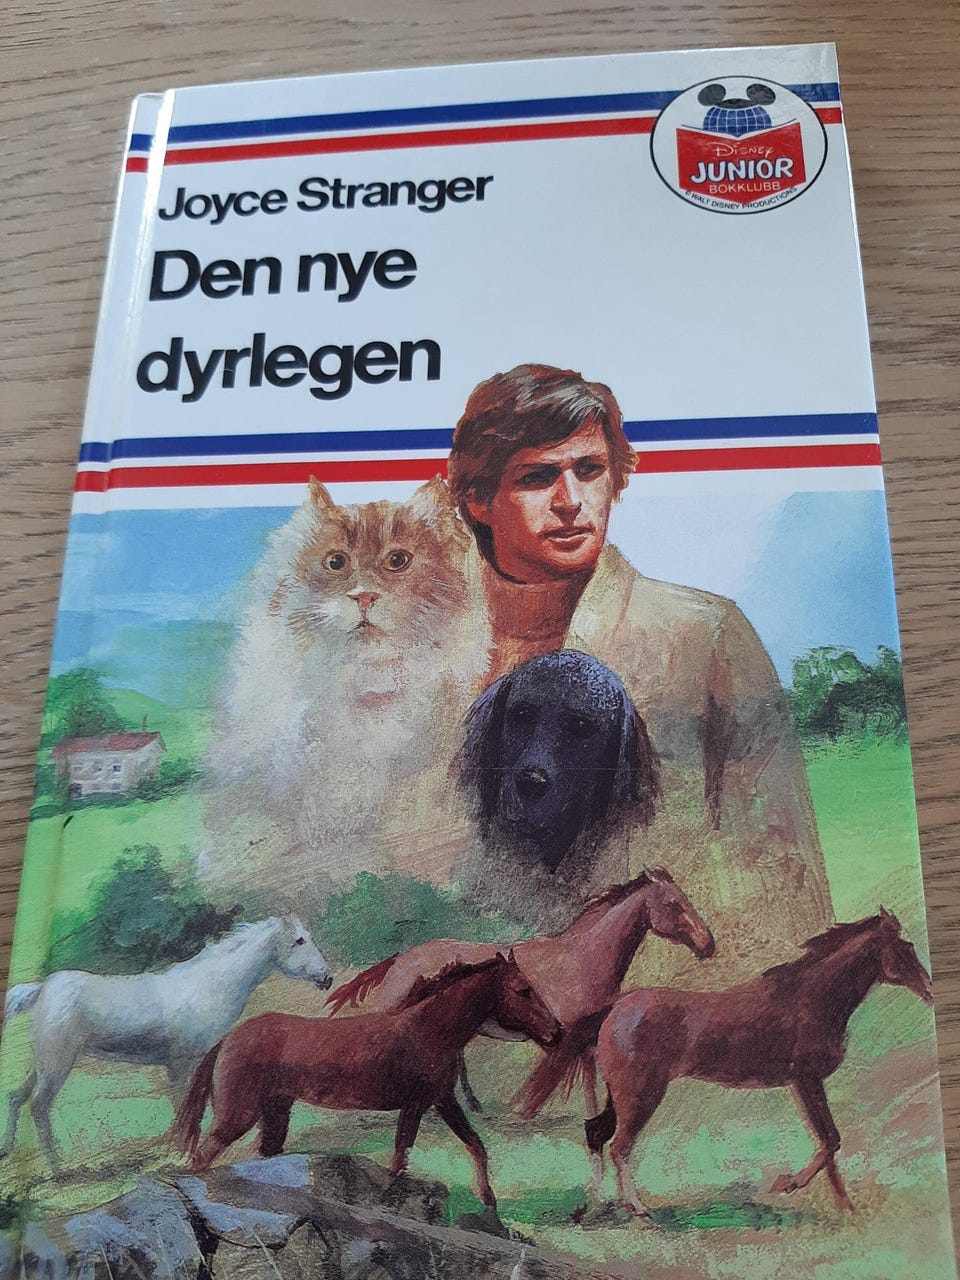 Joyce Stranger
Den nye
dyrlegen
DISNEY
JUNIOR
BOKKLUBB
© WALT DISNEY PRODUCTIONS